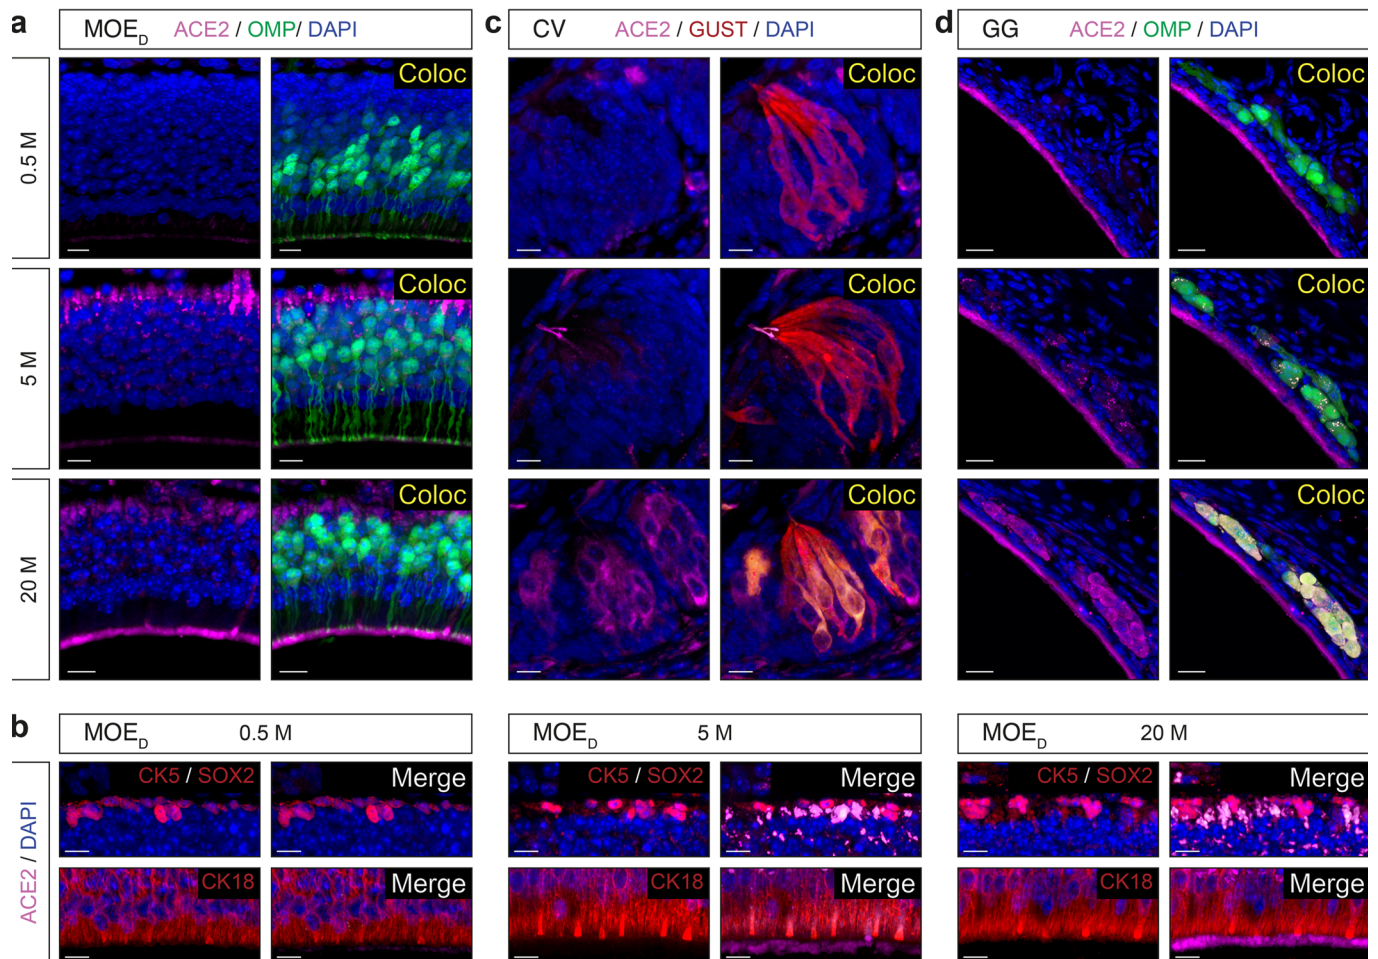 a
MOED ACE2 / OMP/ DAPI
c
CV ACE2 / GUST / DAPI
d
GG ACE2 / OMP/ DAPI
0.5 M
Coloc
Coloc
Coloc
5 M
Coloc
Coloc
Coloc
20 M
Coloc
Coloc
Coloc
b
MOED 0.5 M
MOED 5 M
MOED 20 M
ACE2 / DAPI
CK5 / SOX2
Merge
CK5 / SOX2
Merge
CK5 / SOX2
Merge
CK18
Merge
CK18
Merge
CK18
Merge